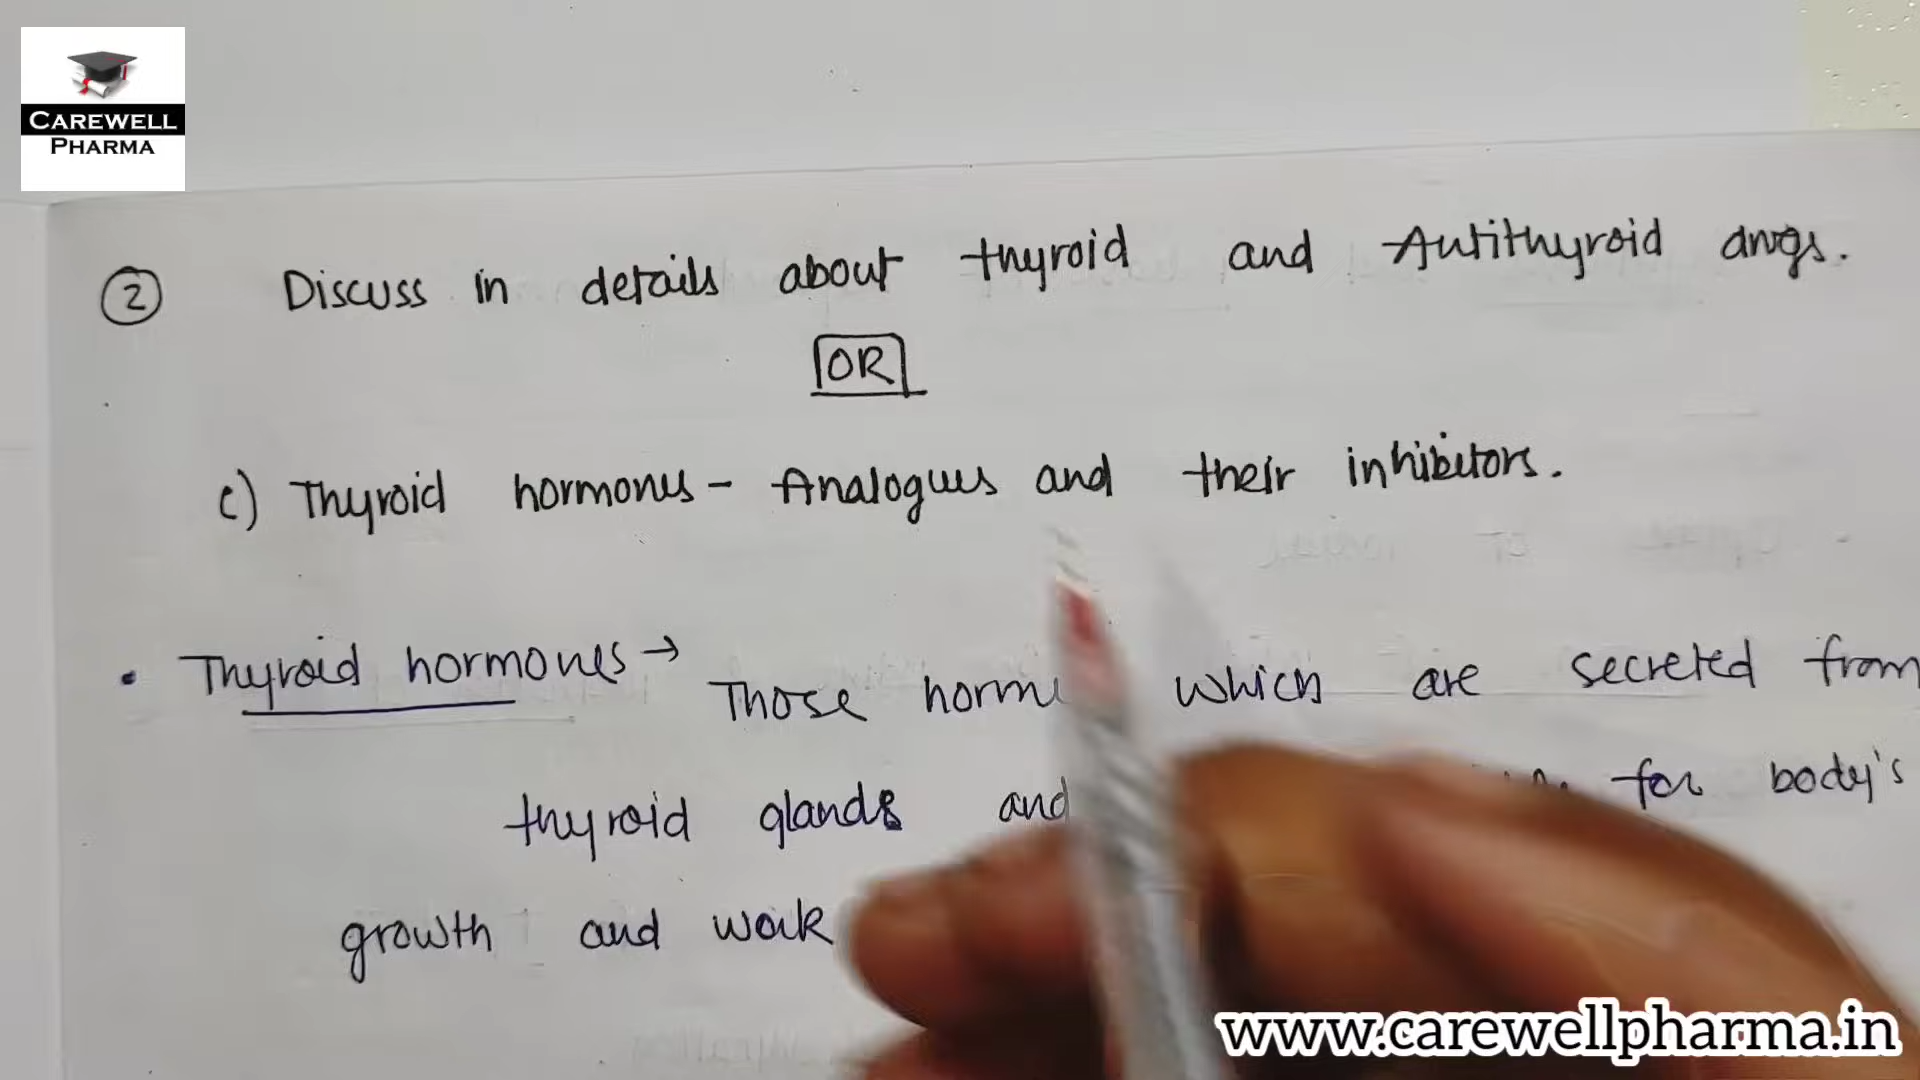 CAREWELL
PHARMA
2 Discuss in details about thyroid and Antithyroid drugs.
OR
c) Thyroid hormones - Analogues and their inhibitors.
• Thyroid hormones → Those which are secreted from
thyroid glands and for body's
growth and work
www.carewellpharma.in